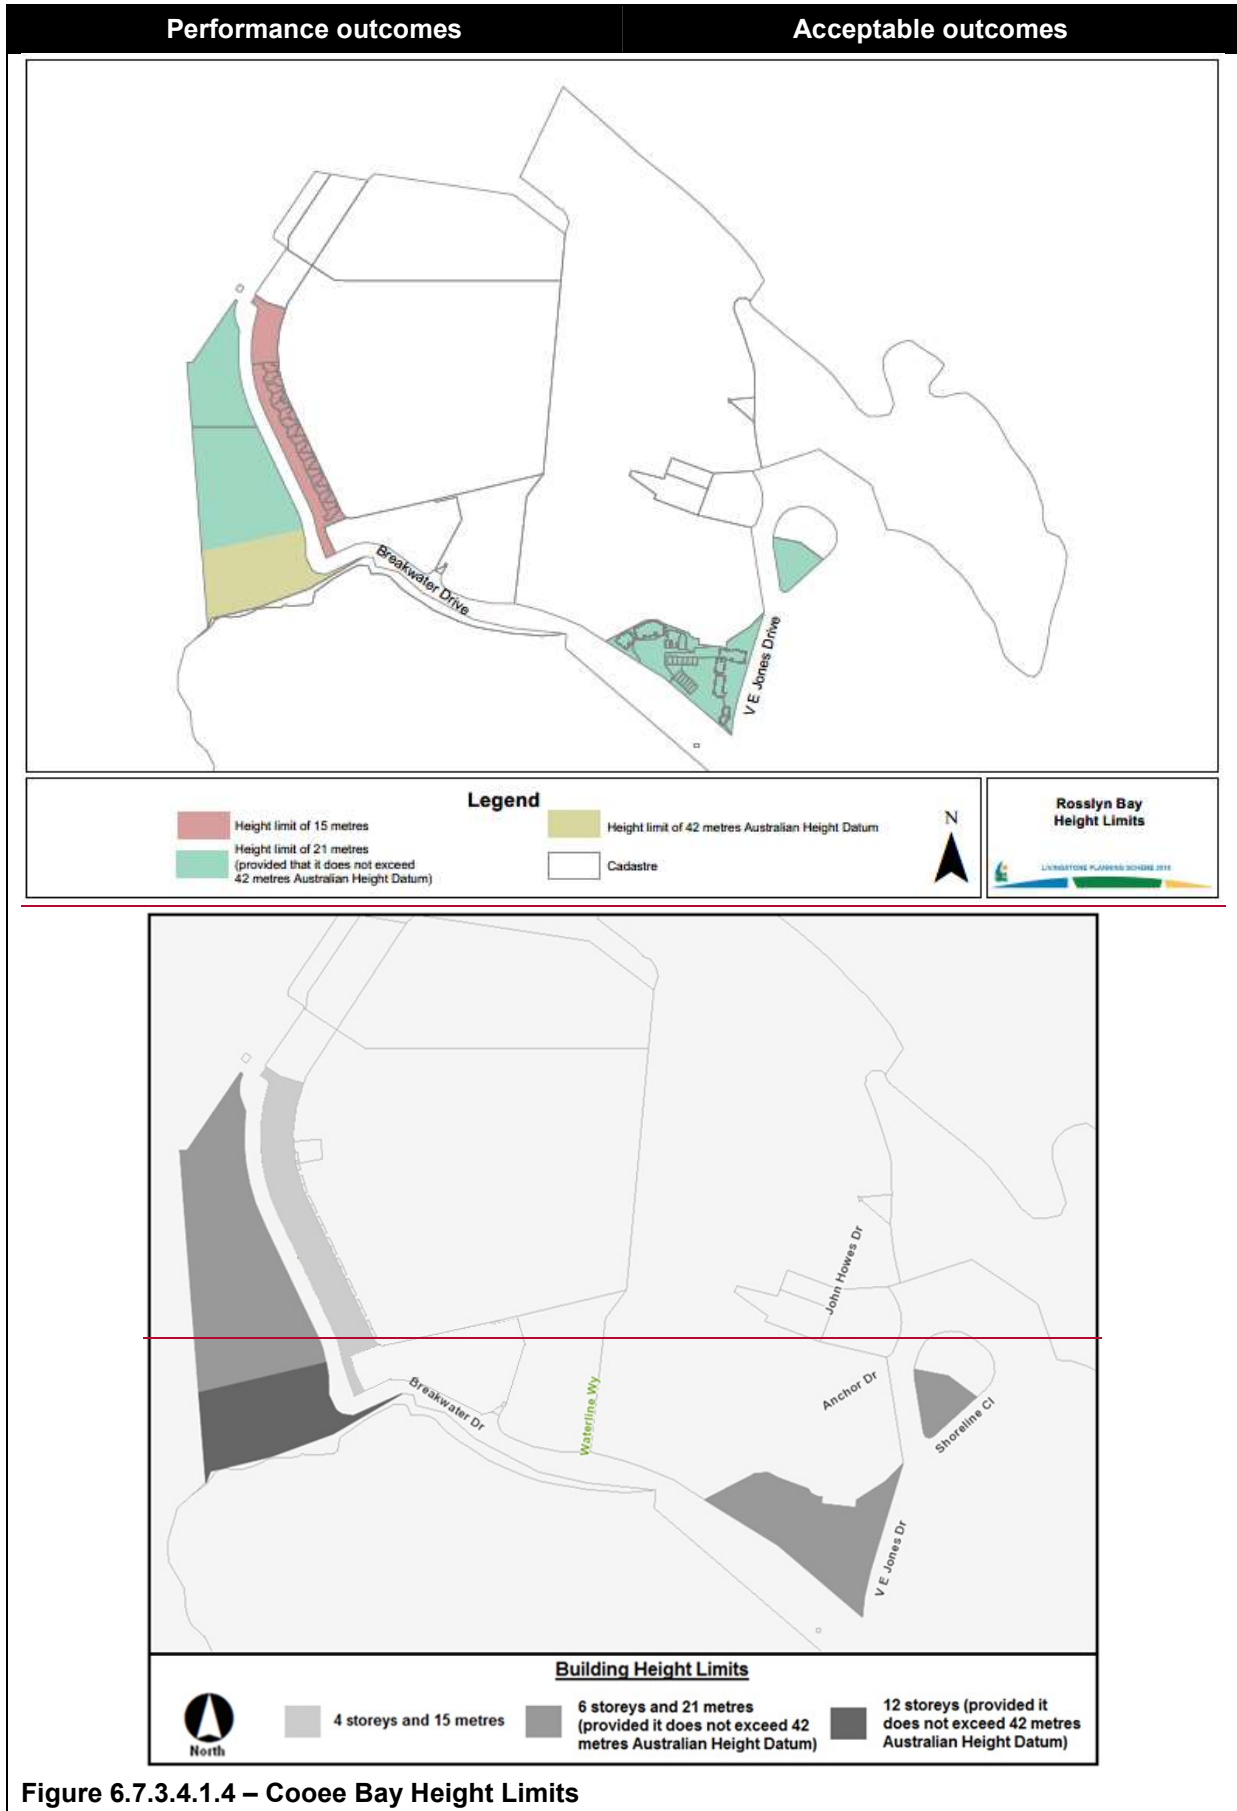 Performance outcomes
Acceptable outcomes
Breakwater Drive
V E Jones Drive
Legend
Height limit of 15 metres
Height limit of 21 metres
(provided that it does not exceed
42 metres Australian Height Datum)
Height limit of 42 metres Australian Height Datum
Cadastre
N
Rosslyn Bay
Height Limits
LIVINGSTONE PLANNING SCHEME 2018
John Howes Dr
Breakwater Dr
Waterline Wy
Anchor Dr
Shoreline Cl
V E Jones Dr
Building Height Limits
North
4 storeys and 15 metres
6 storeys and 21 metres
(provided it does not exceed 42
metres Australian Height Datum)
12 storeys (provided it
does not exceed 42 metres
Australian Height Datum)
Figure 6.7.3.4.1.4 – Cooee Bay Height Limits